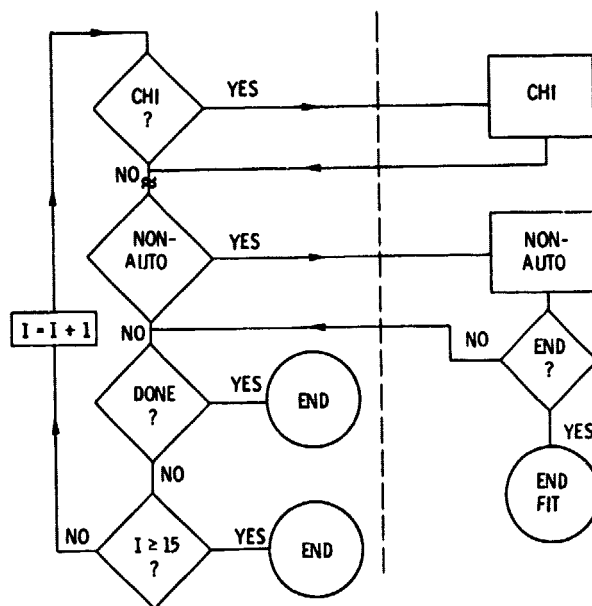 CHI
?
YES
CHI
NO
NON-
AUTO
YES
NON-
AUTO
I = I + 1
NO
NO
END
?
DONE
?
YES
END
YES
NO
END
FIT
NO
I ≥ 15
?
YES
END